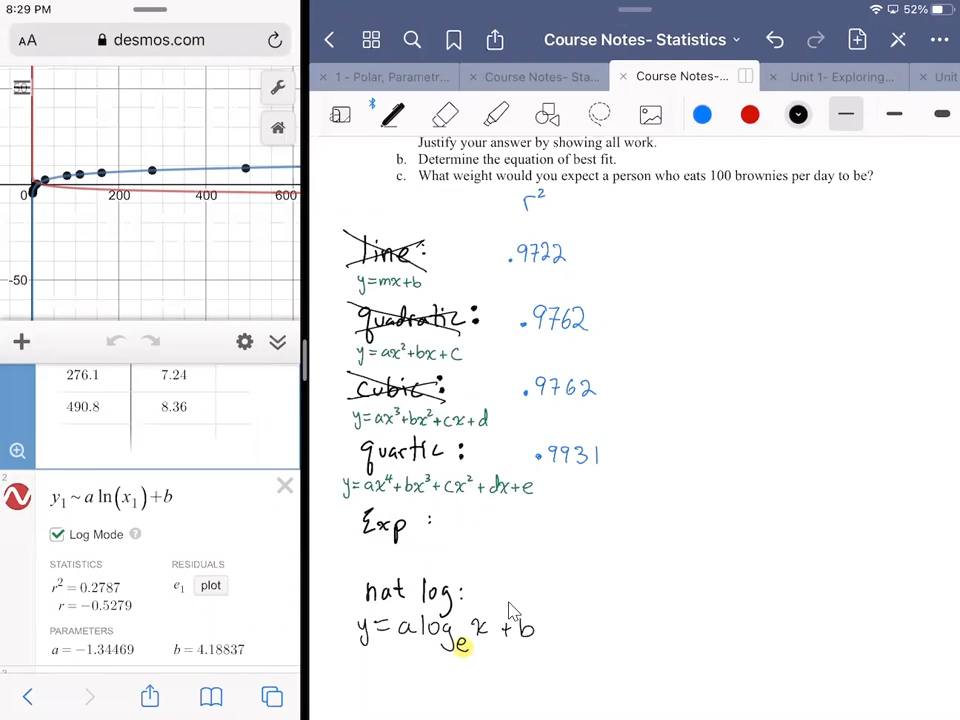 8:29 PM
52%
AA
desmos.com
Course Notes- Statistics
1 - Polar, Parametr...
Course Notes- Sta...
Course Notes-...
Unit 1- Exploring...
Unit
50
0
200
400
600
-50
276.1 7.24
490.8 8.36
2
y₁ ~ a ln(x₁)+b
Log Mode ?
STATISTICS RESIDUALS
r² = 0.2787 e₁ plot
r = −0.5279
PARAMETERS
a = −1.34469 b = 4.18837
Justify your answer by showing all work.
b. Determine the equation of best fit.
c. What weight would you expect a person who eats 100 brownies per day to be?
r²
line: .9722
y=mx+b
quadratic: .9762
y=ax²+bx+c
cubic: .9762
y=ax³+bx²+cx+d
quartic: .9931
y=ax⁴+bx³+cx²+dx+e
Exp :
nat log:
y= a logₑ x + b